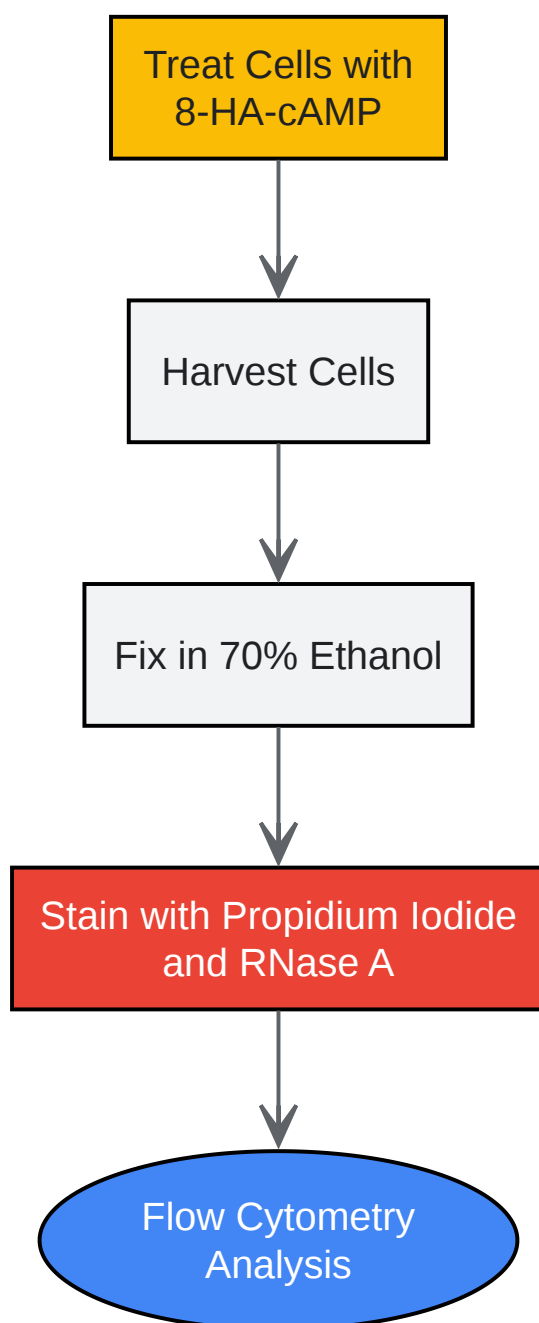 Treat Cells with
8-HA-cAMP
Harvest Cells
Fix in 70% Ethanol
Stain with Propidium Iodide
and RNase A
Flow Cytometry
Analysis